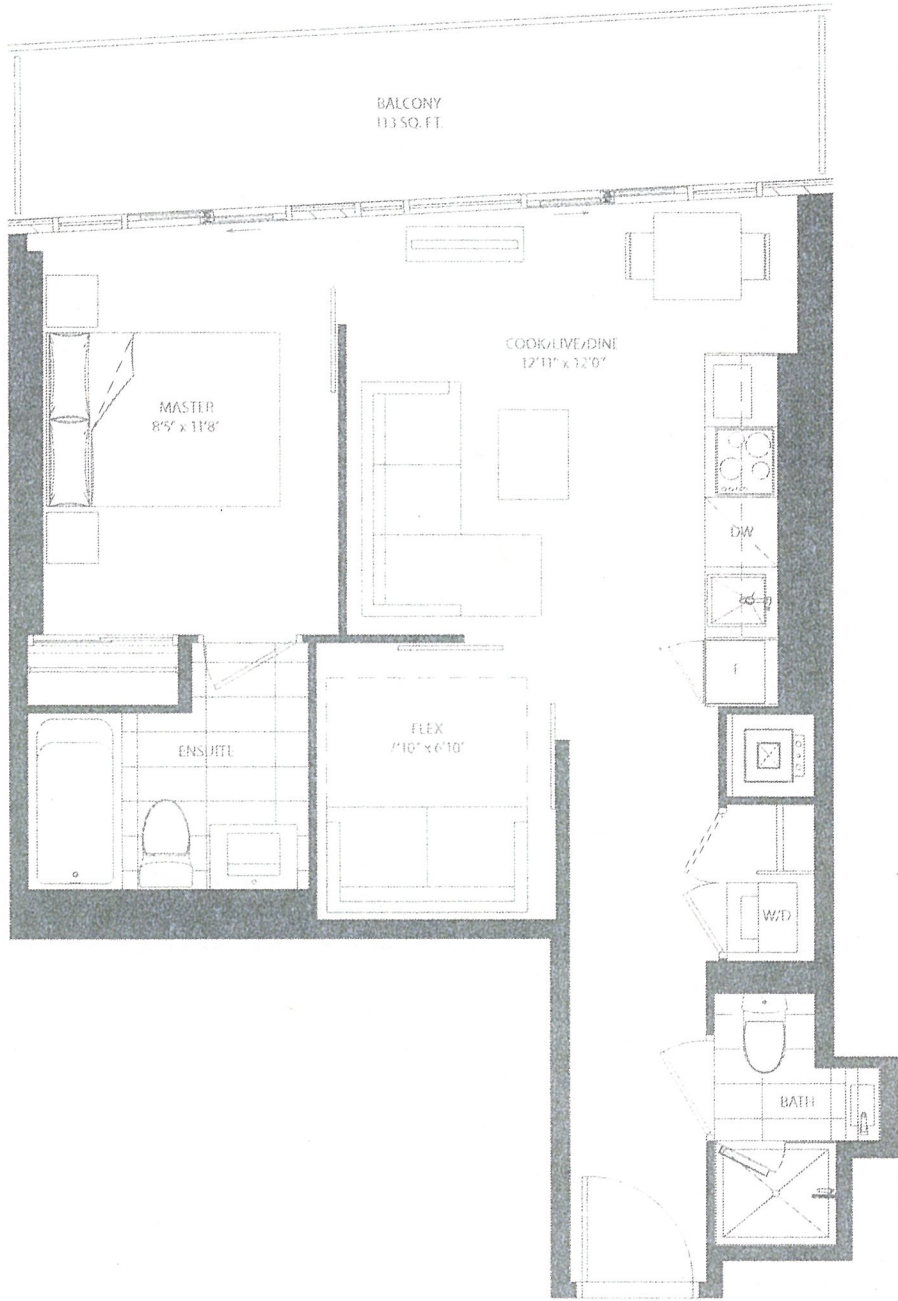 BALCONY
113 SQ. FT.
COOK/LIVE/DINE
12'11" x 12'0"
MASTER
8'5" x 11'8"
DW
F
FLEX
7'10" x 6'10"
ENSUITE
W/D
BATH